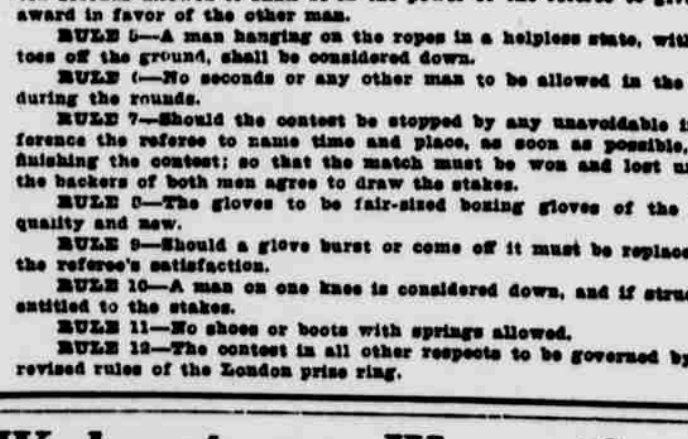 award in favor of the other man.
RULE 5—A man hanging on the ropes in a helpless state, with
toes off the ground, shall be considered down.
RULE 6—No seconds or any other man to be allowed in the
during the rounds.
RULE 7—Should the contest be stopped by any unavoidable i
ference the referee to name time and place, as soon as possible,
finishing the contest; so that the match must be won and lost u
the backers of both men agree to draw the stakes.
RULE 8—The gloves to be fair-sized boxing gloves of the
quality and new.
RULE 9—Should a glove burst or come off it must be replace
the referee's satisfaction.
RULE 10—A man on one knee is considered down, and if struc
entitled to the stakes.
RULE 11—No shoes or boots with springs allowed.
RULE 12—The contest in all other respects to be governed by
revised rules of the London prize ring.